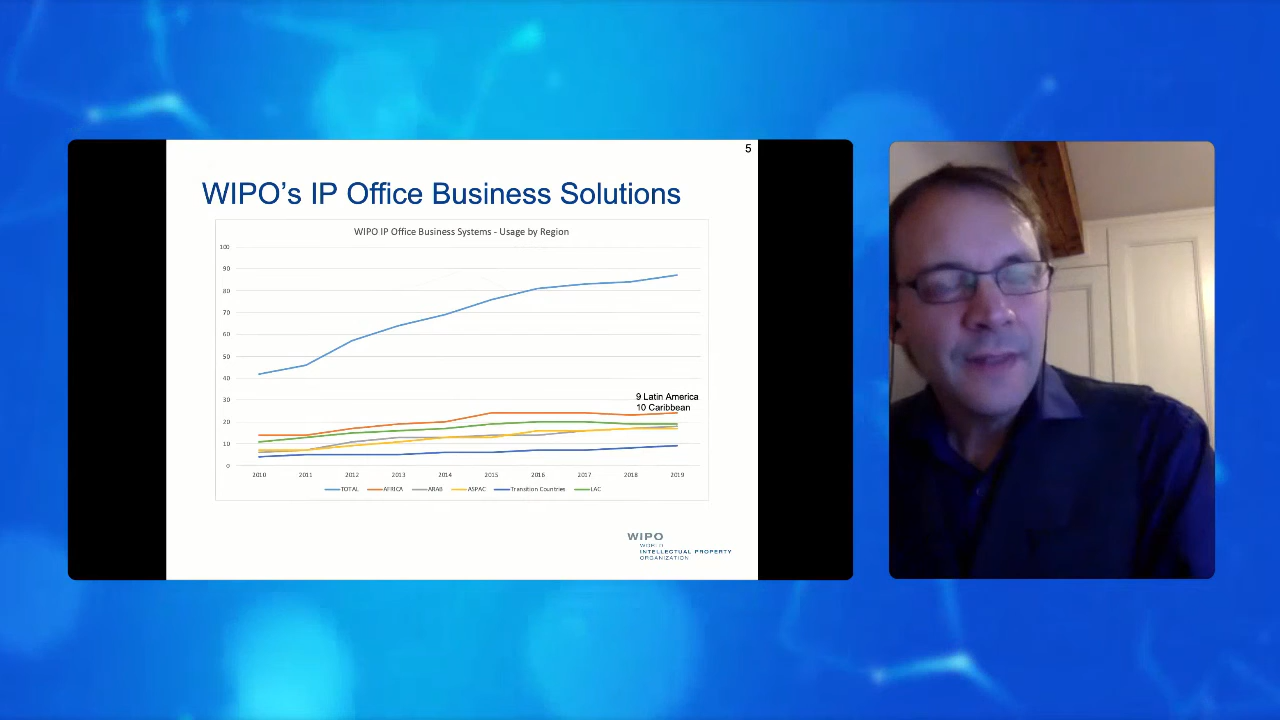 5
WIPO's IP Office Business Solutions
WIPO IP Office Business Systems - Usage by Region
100
90
80
70
60
50
40
30
20
10
0
9 Latin America
10 Caribbean
2010 2011 2012 2013 2014 2015 2016 2017 2018 2019
TOTAL AFRICA ARAB ASPAC Transition Countries LAC
WIPO
WORLD
INTELLECTUAL PROPERTY
ORGANIZATION